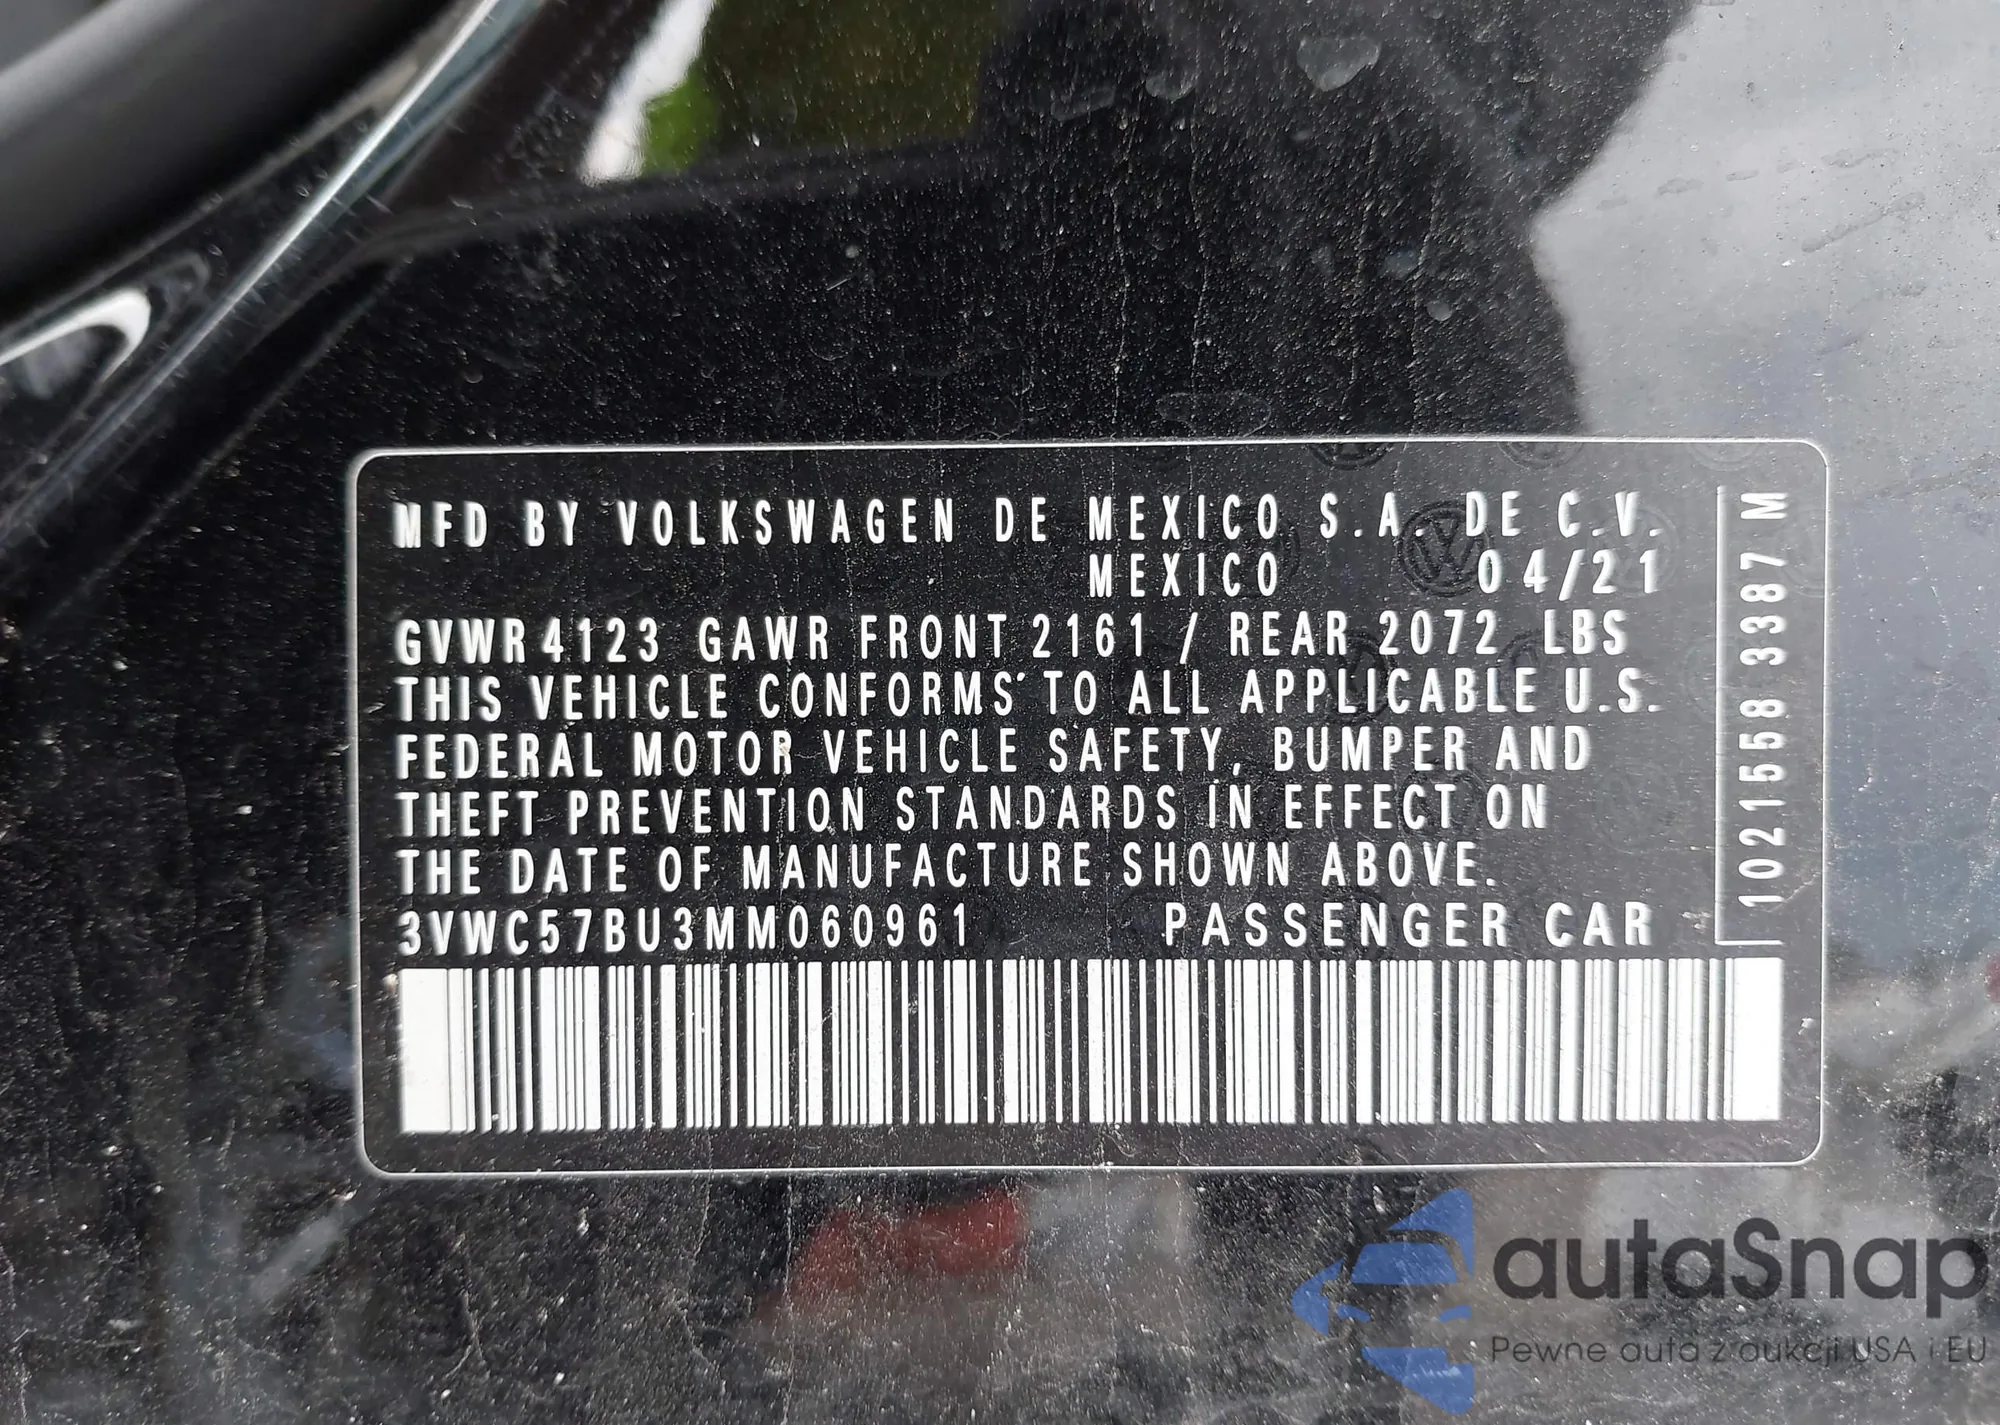 MFD BY VOLKSWAGEN DE MEXICO S.A. DE C.V.
MEXICO 04/21
GVWR 4123 GAWR FRONT 2161 / REAR 2072 LBS
THIS VEHICLE CONFORMS TO ALL APPLICABLE U.S.
FEDERAL MOTOR VEHICLE SAFETY, BUMPER AND
THEFT PREVENTION STANDARDS IN EFFECT ON
THE DATE OF MANUFACTURE SHOWN ABOVE.
3VWC57BU3MM060961 PASSENGER CAR
1021558 3387 M
autaSnap
Pewne auta z aukcji USA i EU